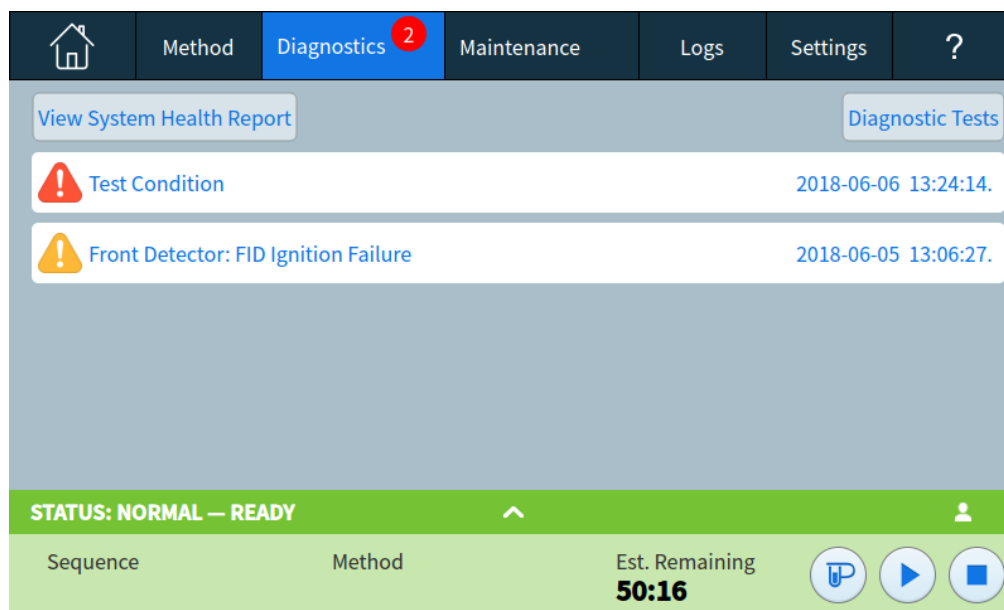 Method Diagnostics 2 Maintenance Logs Settings ?
View System Health Report Diagnostic Tests
Test Condition 2018-06-06 13:24:14.
Front Detector: FID Ignition Failure 2018-06-05 13:06:27.
STATUS: NORMAL — READY
Sequence Method Est. Remaining
50:16